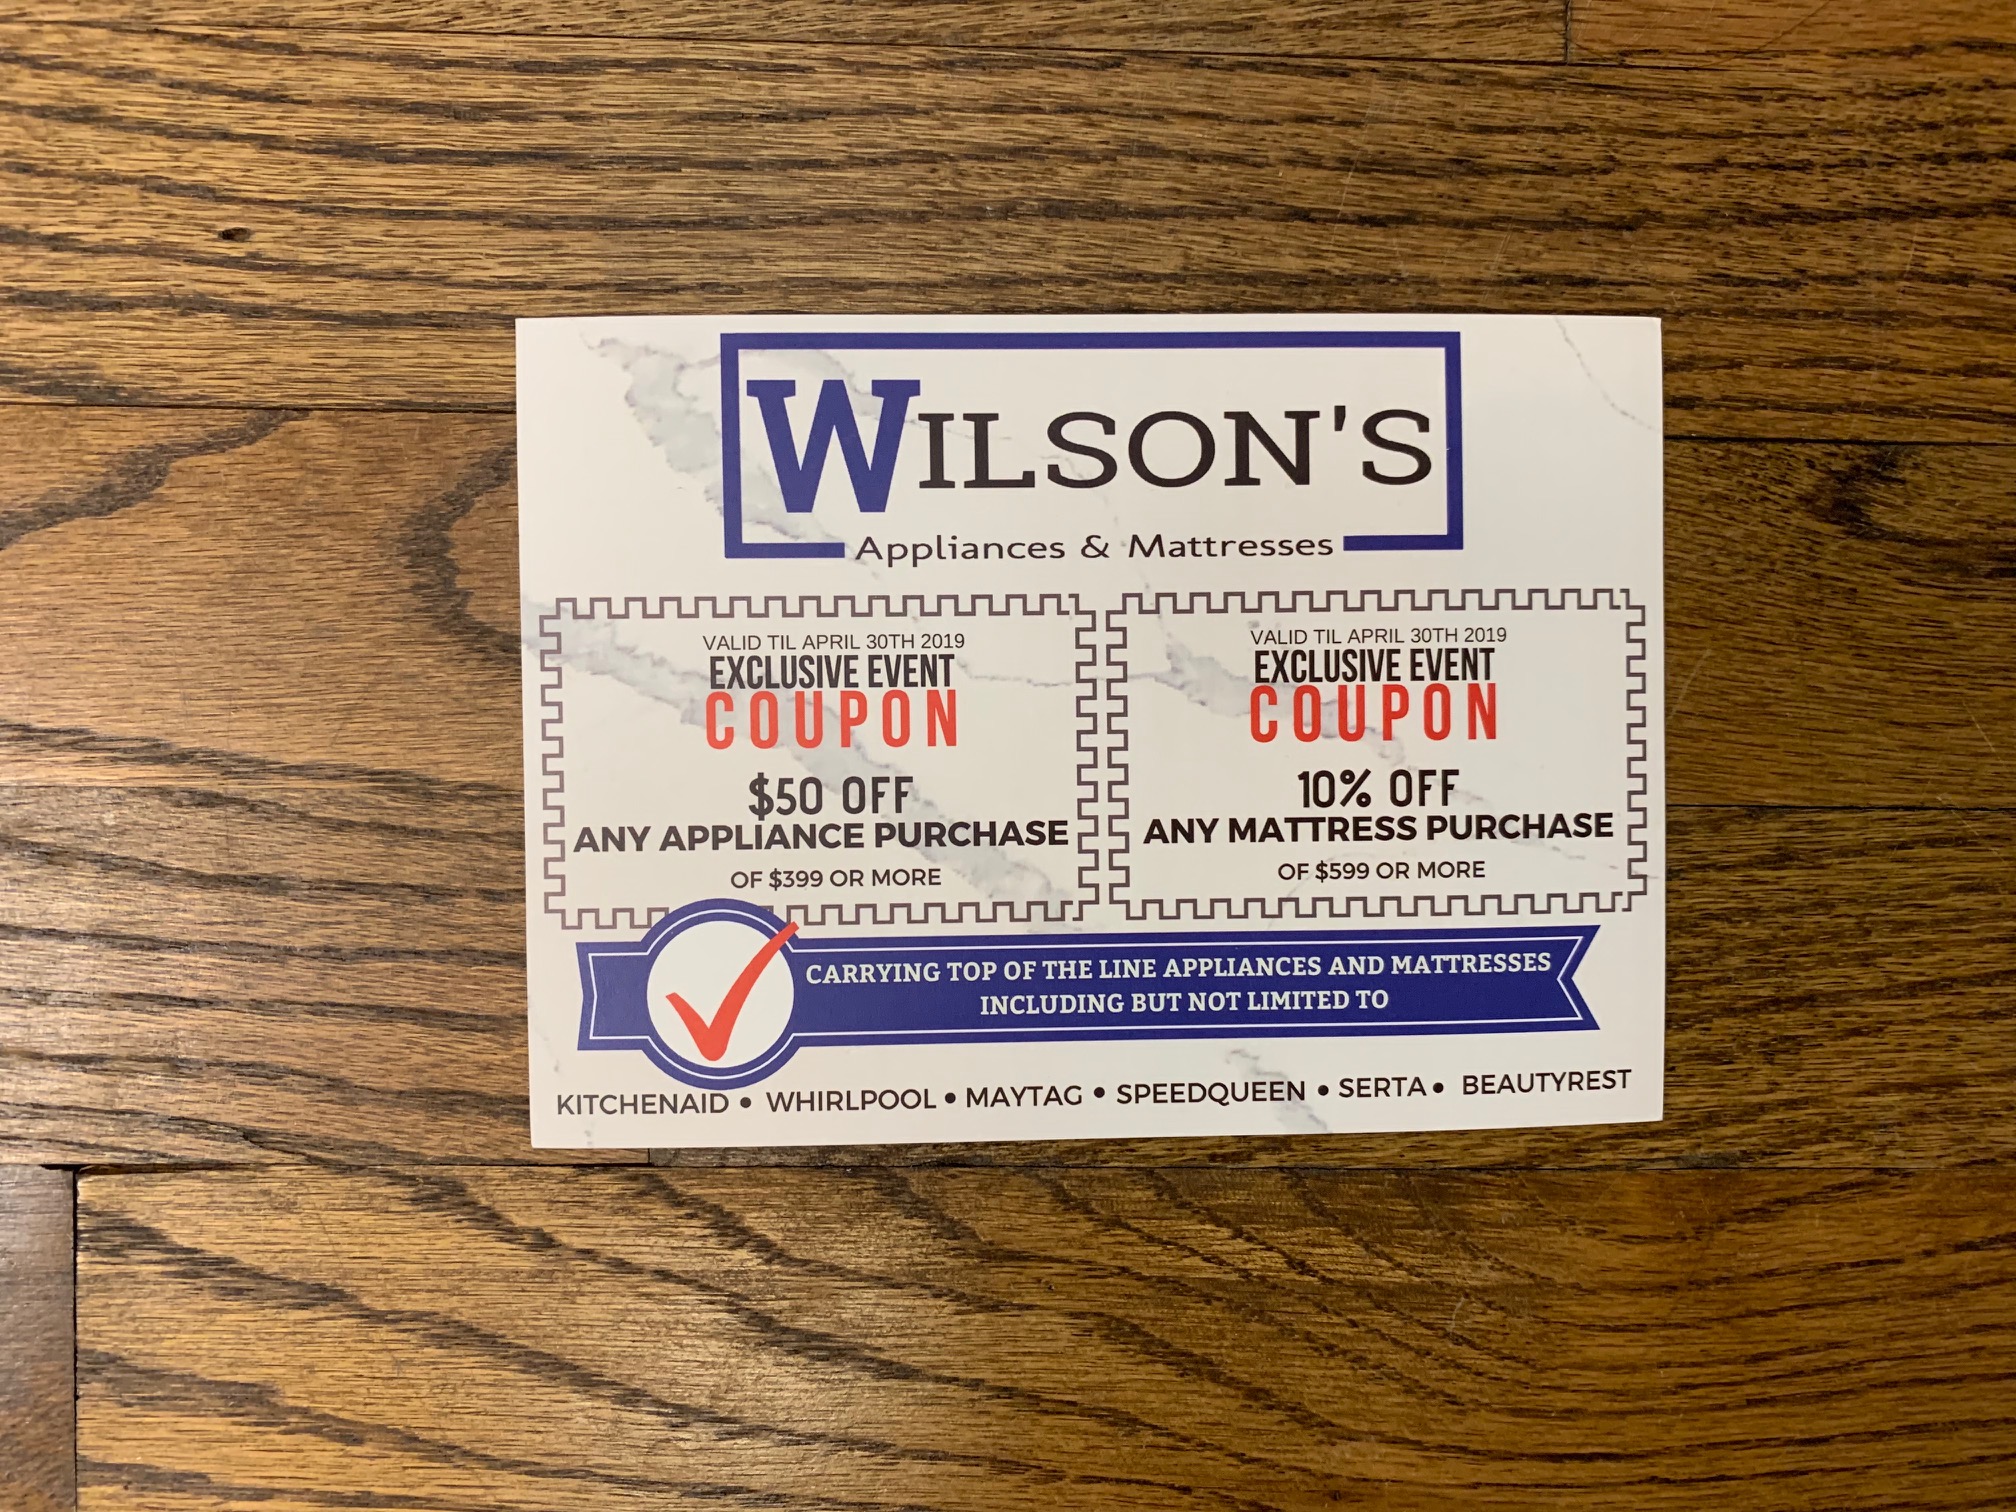 WILSON'S
Appliances & Mattresses
VALID TIL APRIL 30TH 2019
EXCLUSIVE EVENT
COUPON
$50 OFF
ANY APPLIANCE PURCHASE
OF $399 OR MORE
VALID TIL APRIL 30TH 2019
EXCLUSIVE EVENT
COUPON
10% OFF
ANY MATTRESS PURCHASE
OF $599 OR MORE
CARRYING TOP OF THE LINE APPLIANCES AND MATTRESSES
INCLUDING BUT NOT LIMITED TO
KITCHENAID • WHIRLPOOL • MAYTAG • SPEEDQUEEN • SERTA • BEAUTYREST